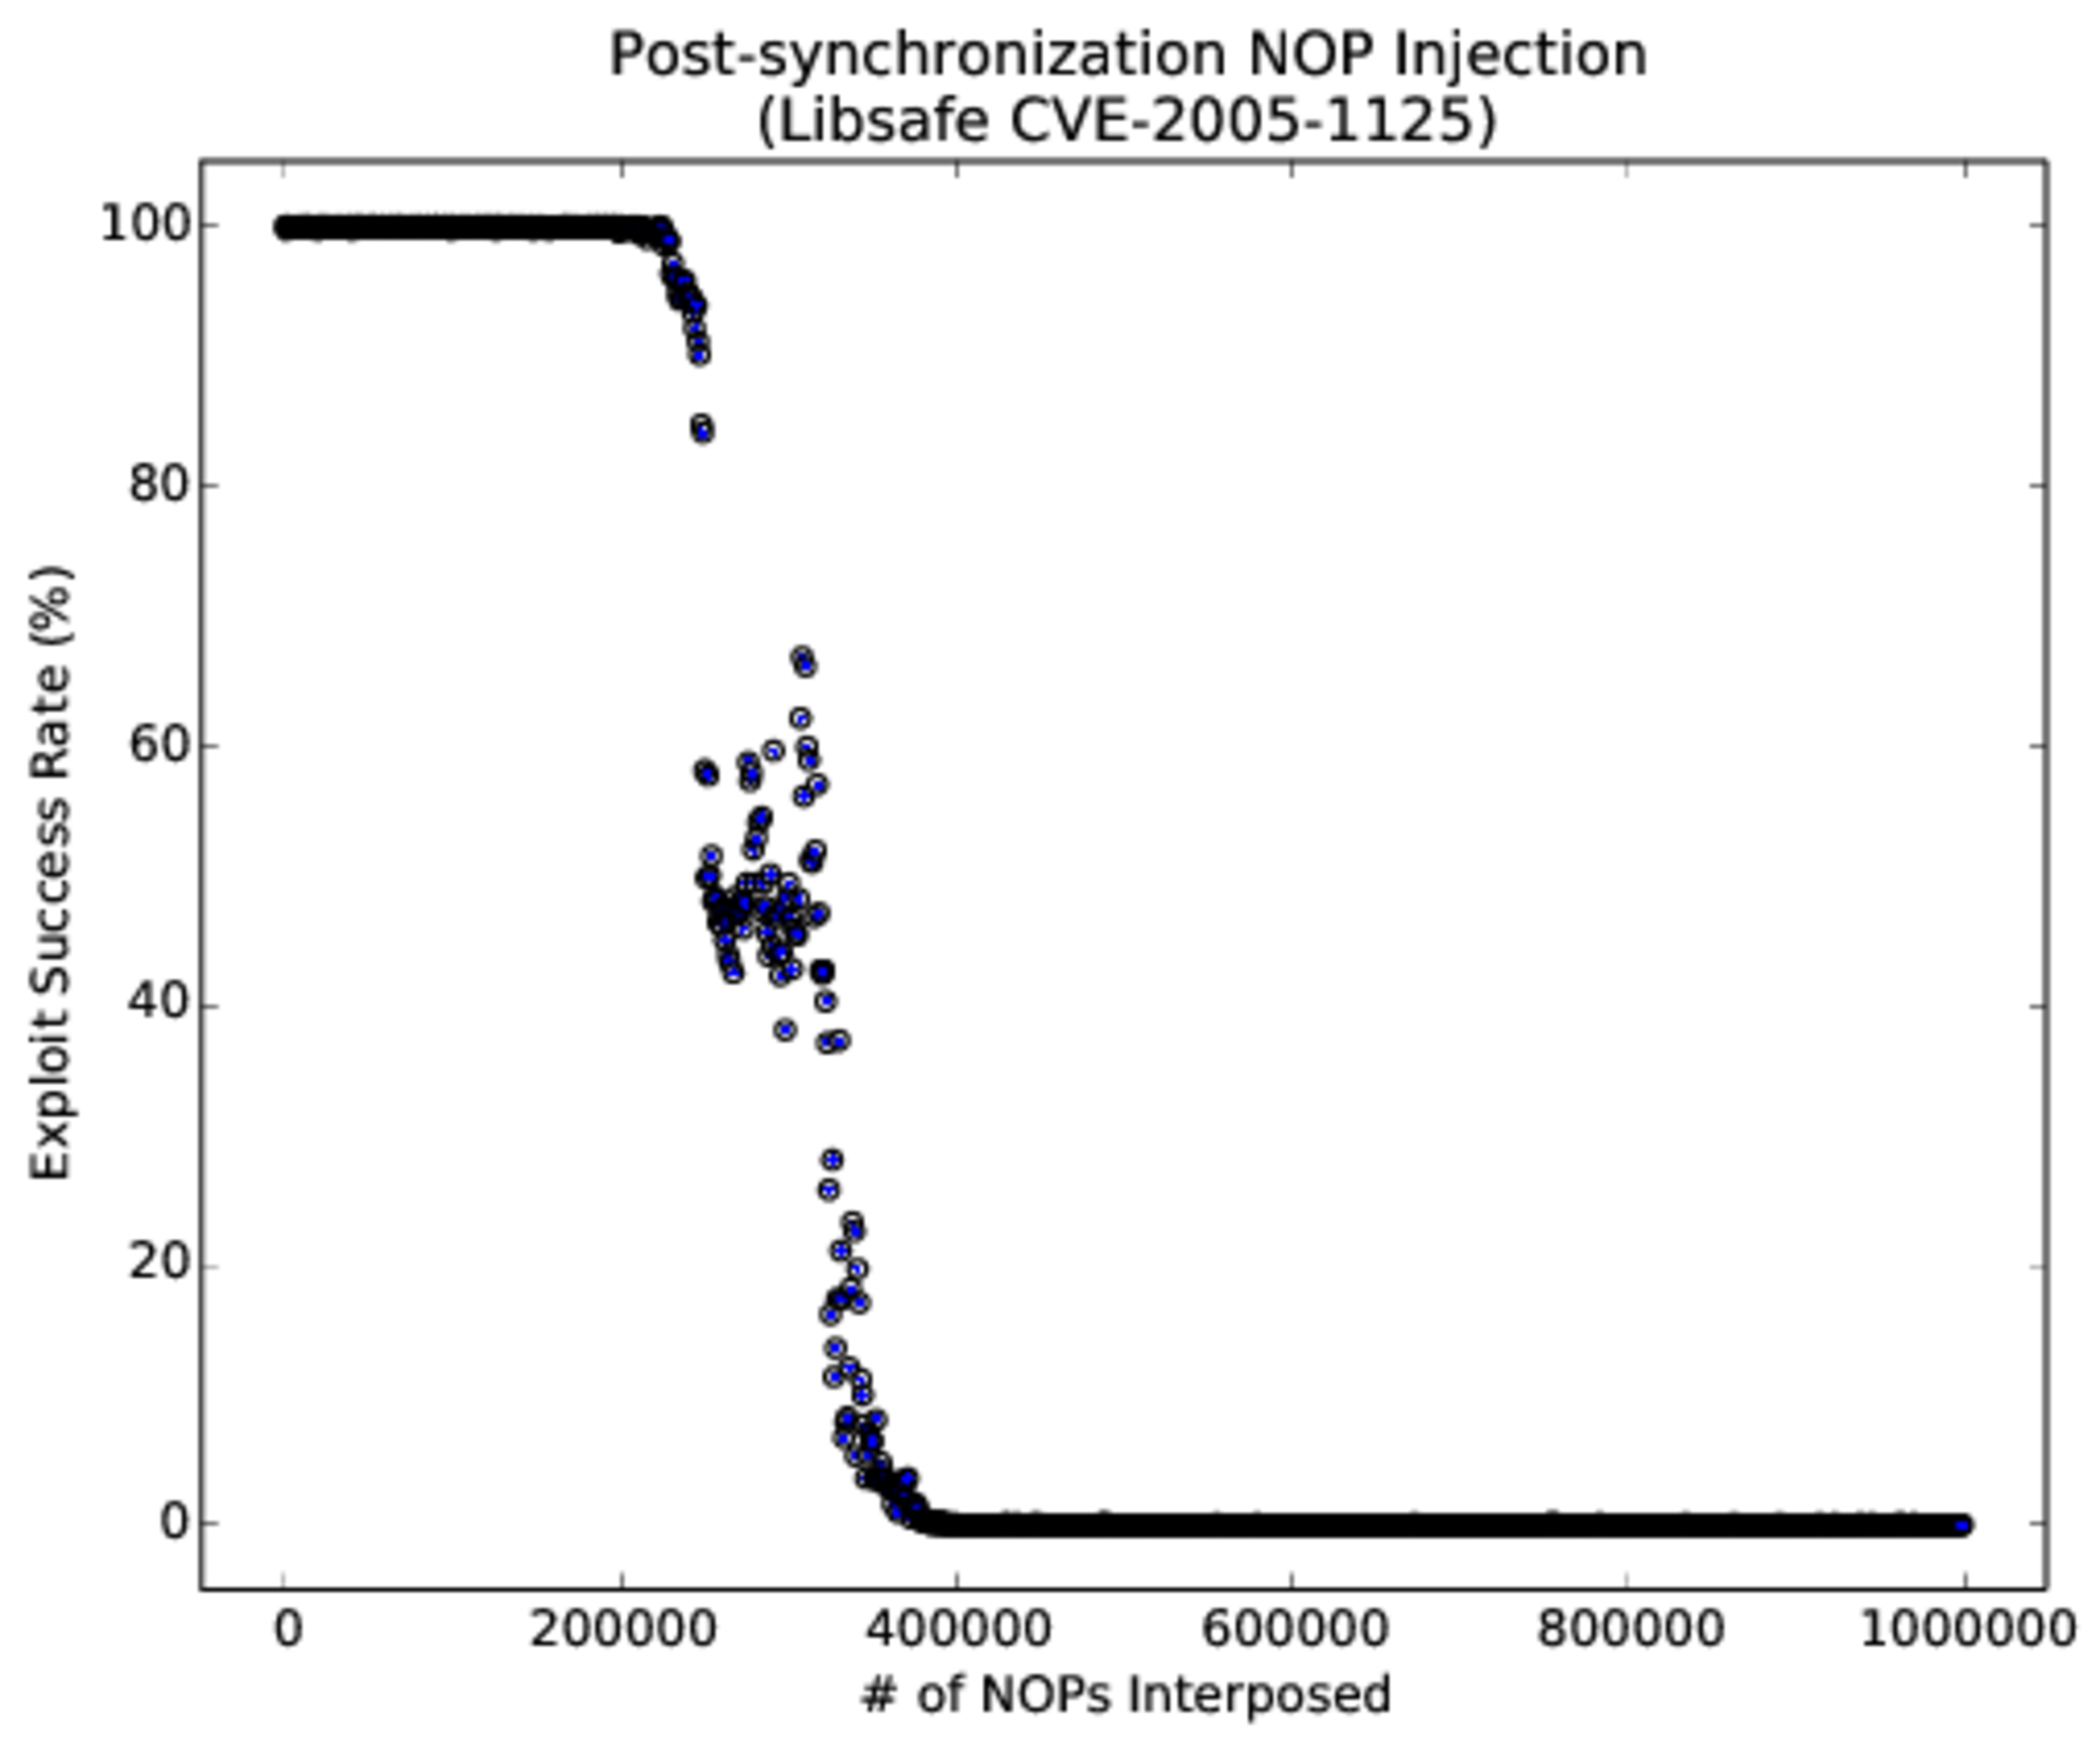 Post-synchronization NOP Injection
(Libsafe CVE-2005-1125)
100
80
60
40
20
0
Exploit Success Rate (%)
0 200000 400000 600000 800000 1000000
# of NOPs Interposed